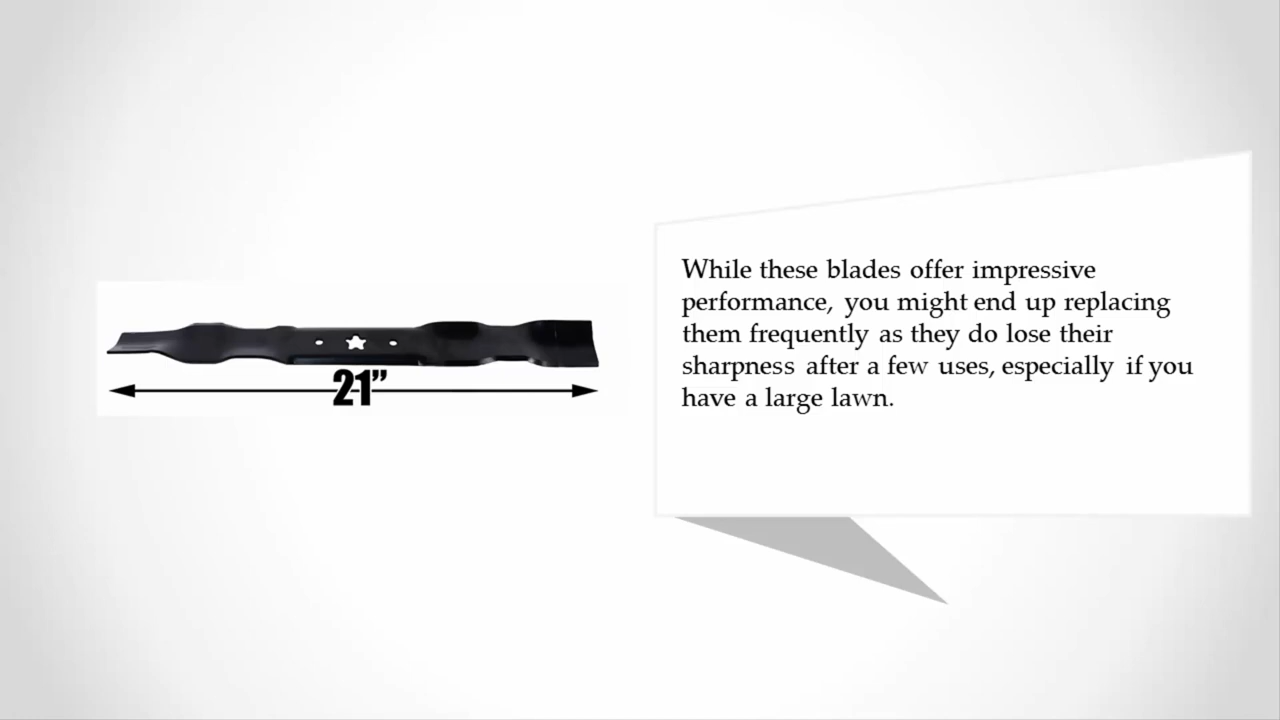 21”
While these blades offer impressive
performance, you might end up replacing
them frequently as they do lose their
sharpness after a few uses, especially if you
have a large lawn.